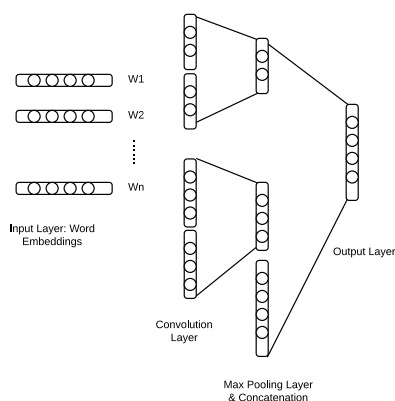 W1
W2
Wn
Input Layer: Word
Embeddings
Output Layer
Convolution
Layer
Max Pooling Layer
& Concatenation